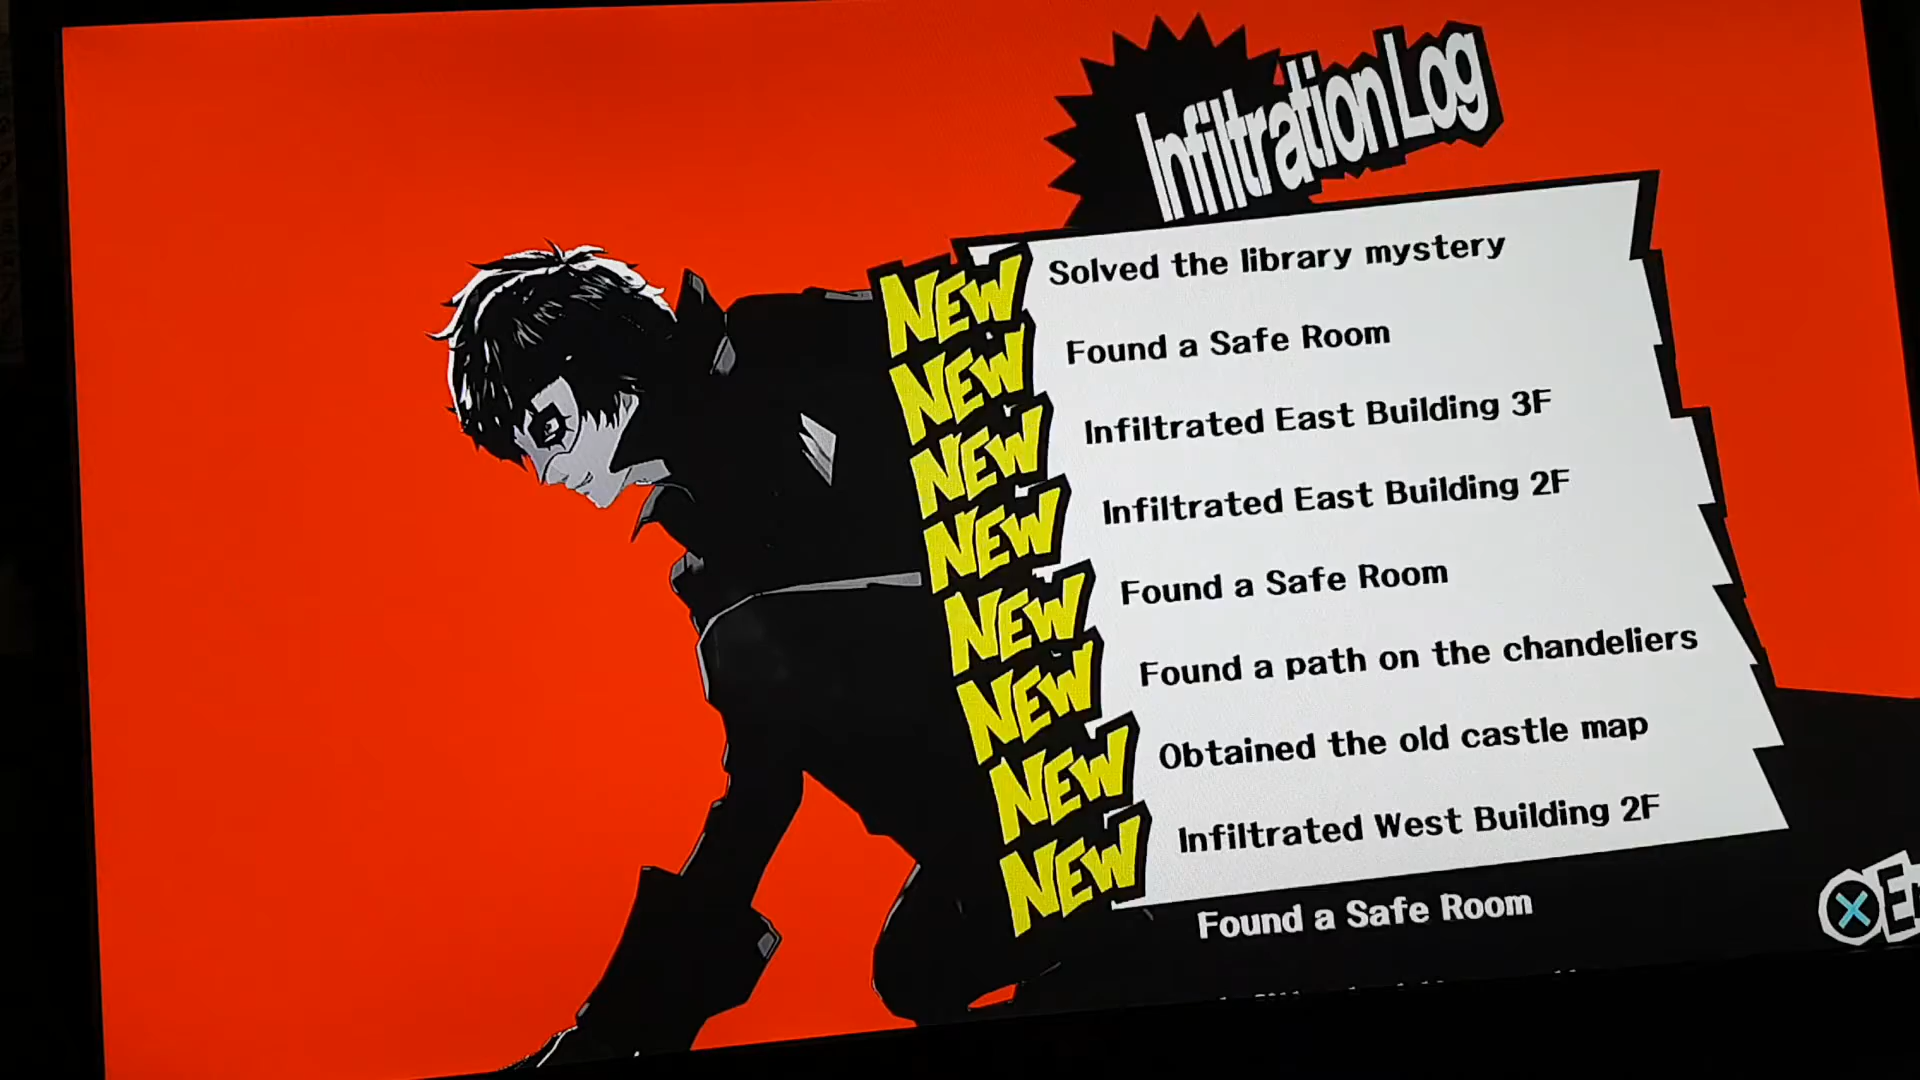 Infiltration Log
NEW Solved the library mystery
NEW Found a Safe Room
NEW Infiltrated East Building 3F
NEW Infiltrated East Building 2F
NEW Found a Safe Room
NEW Found a path on the chandeliers
NEW Obtained the old castle map
NEW Infiltrated West Building 2F
Found a Safe Room